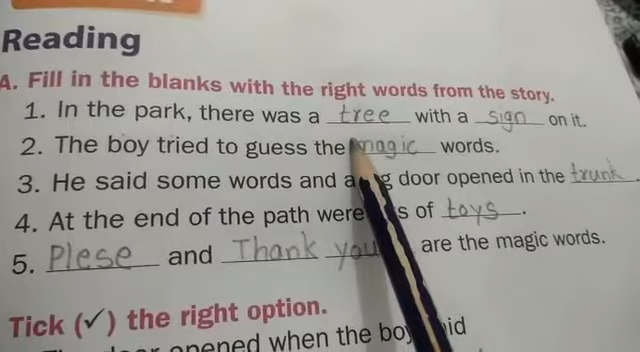 Reading
A. Fill in the blanks with the right words from the story.
1. In the park, there was a tree with a sign on it.
2. The boy tried to guess the magic words.
3. He said some words and a door opened in the trunk.
4. At the end of the path were of toys.
5. Plese and Thank you are the magic words.
Tick (✓) the right option.
opened when the boy